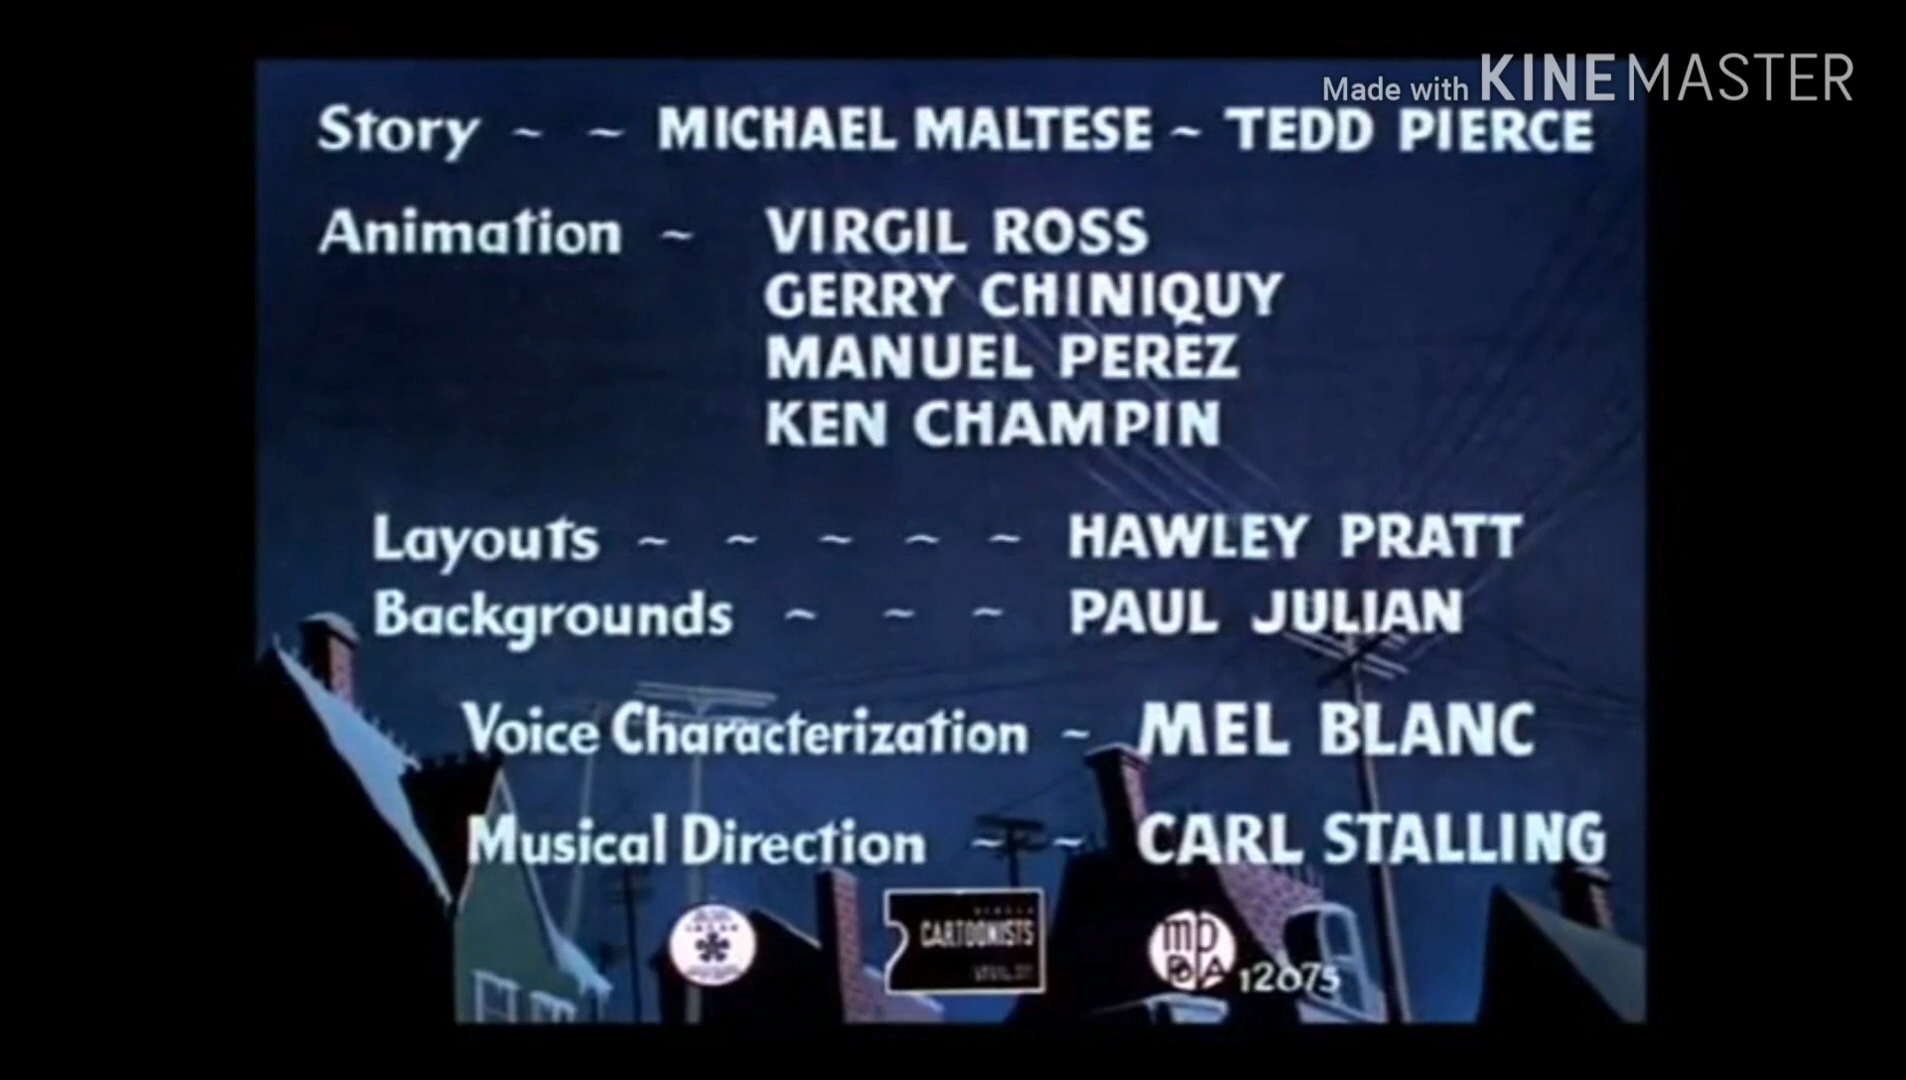 Made with KINEMASTER
Story ~ ~ MICHAEL MALTESE ~ TEDD PIERCE
Animation ~ VIRGIL ROSS
GERRY CHINIQUY
MANUEL PEREZ
KEN CHAMPIN
Layouts ~ ~ ~ ~ ~ HAWLEY PRATT
Backgrounds ~ ~ ~ PAUL JULIAN
Voice Characterization ~ MEL BLANC
Musical Direction ~ ~ CARL STALLING
CARTOONISTS
12075